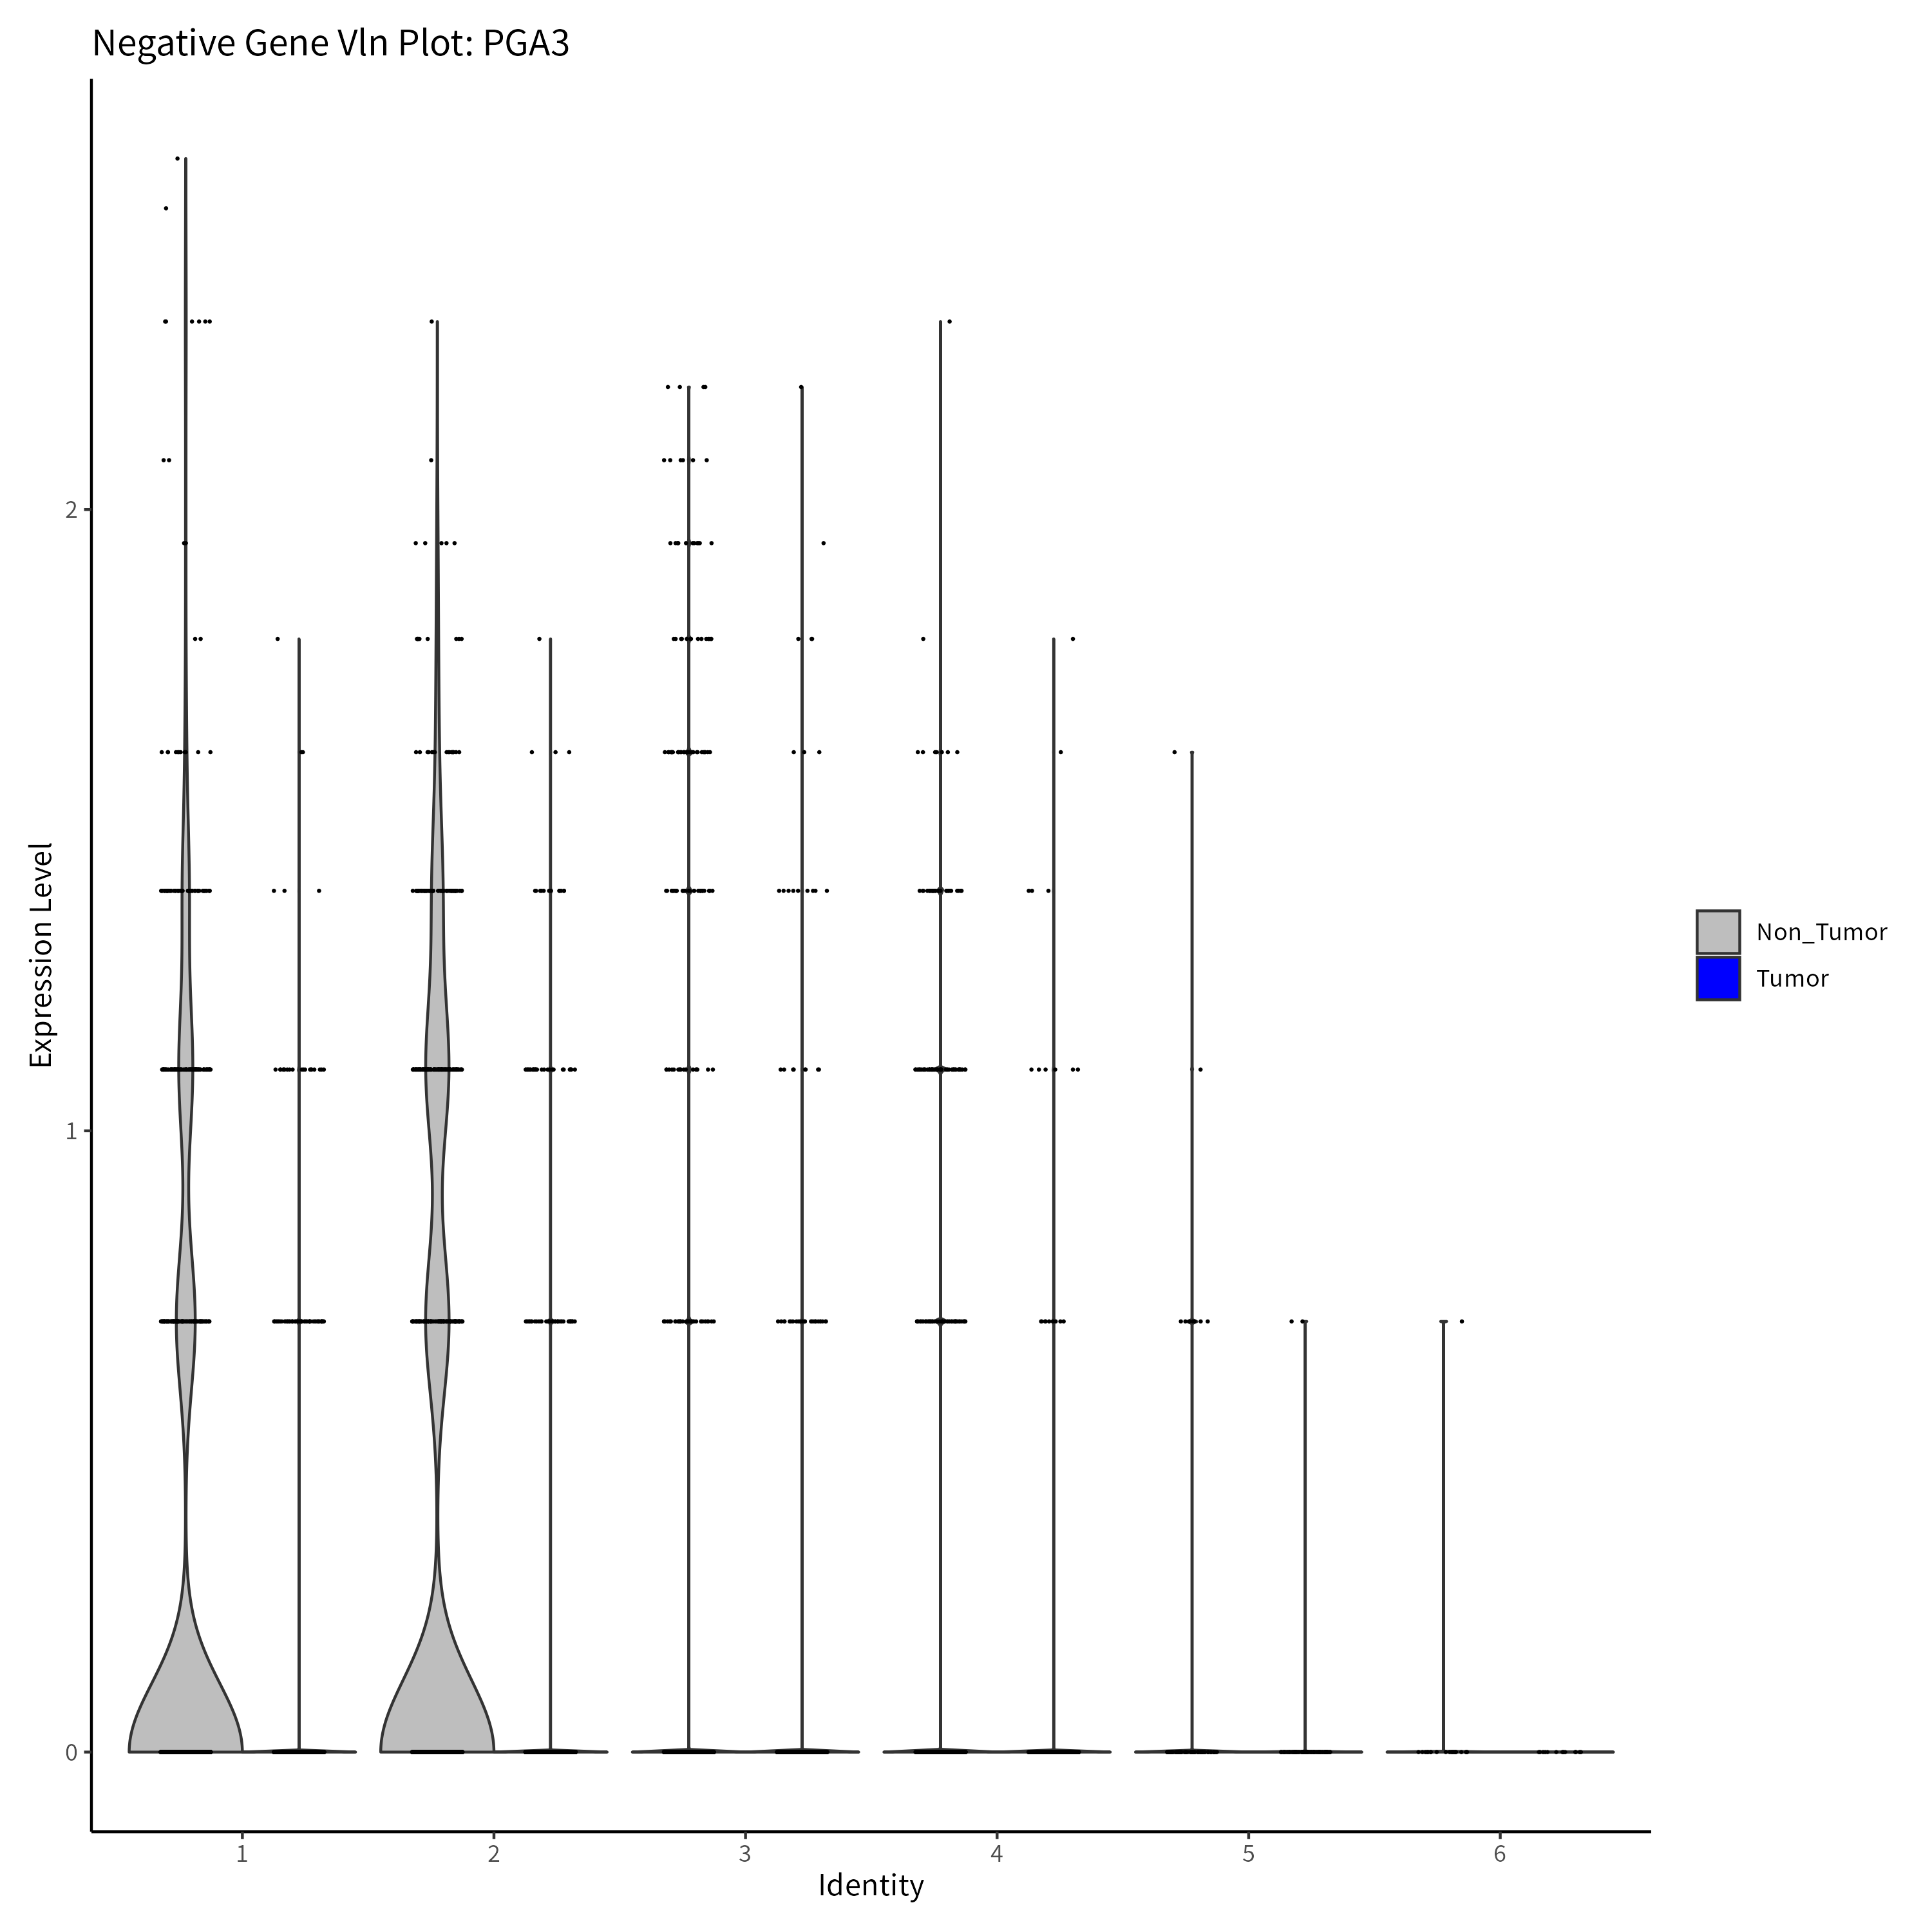 Negative Gene Vln Plot: PGA3
Expression Level
2
1
0
1 2 3 4 5 6
Identity
Non_Tumor
Tumor